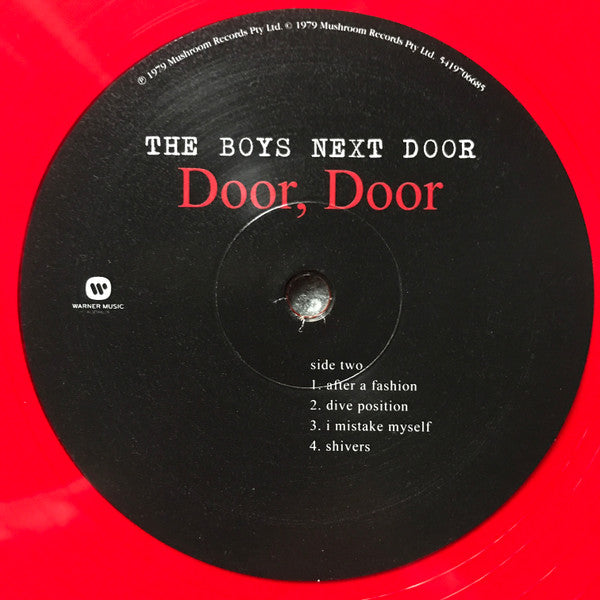 ℗ 1979 Mushroom Records Pty Ltd. © 1979 Mushroom Records Pty Ltd. 5419706685
THE BOYS NEXT DOOR
Door, Door
WARNER MUSIC
AUSTRALIA
side two
1. after a fashion
2. dive position
3. i mistake myself
4. shivers